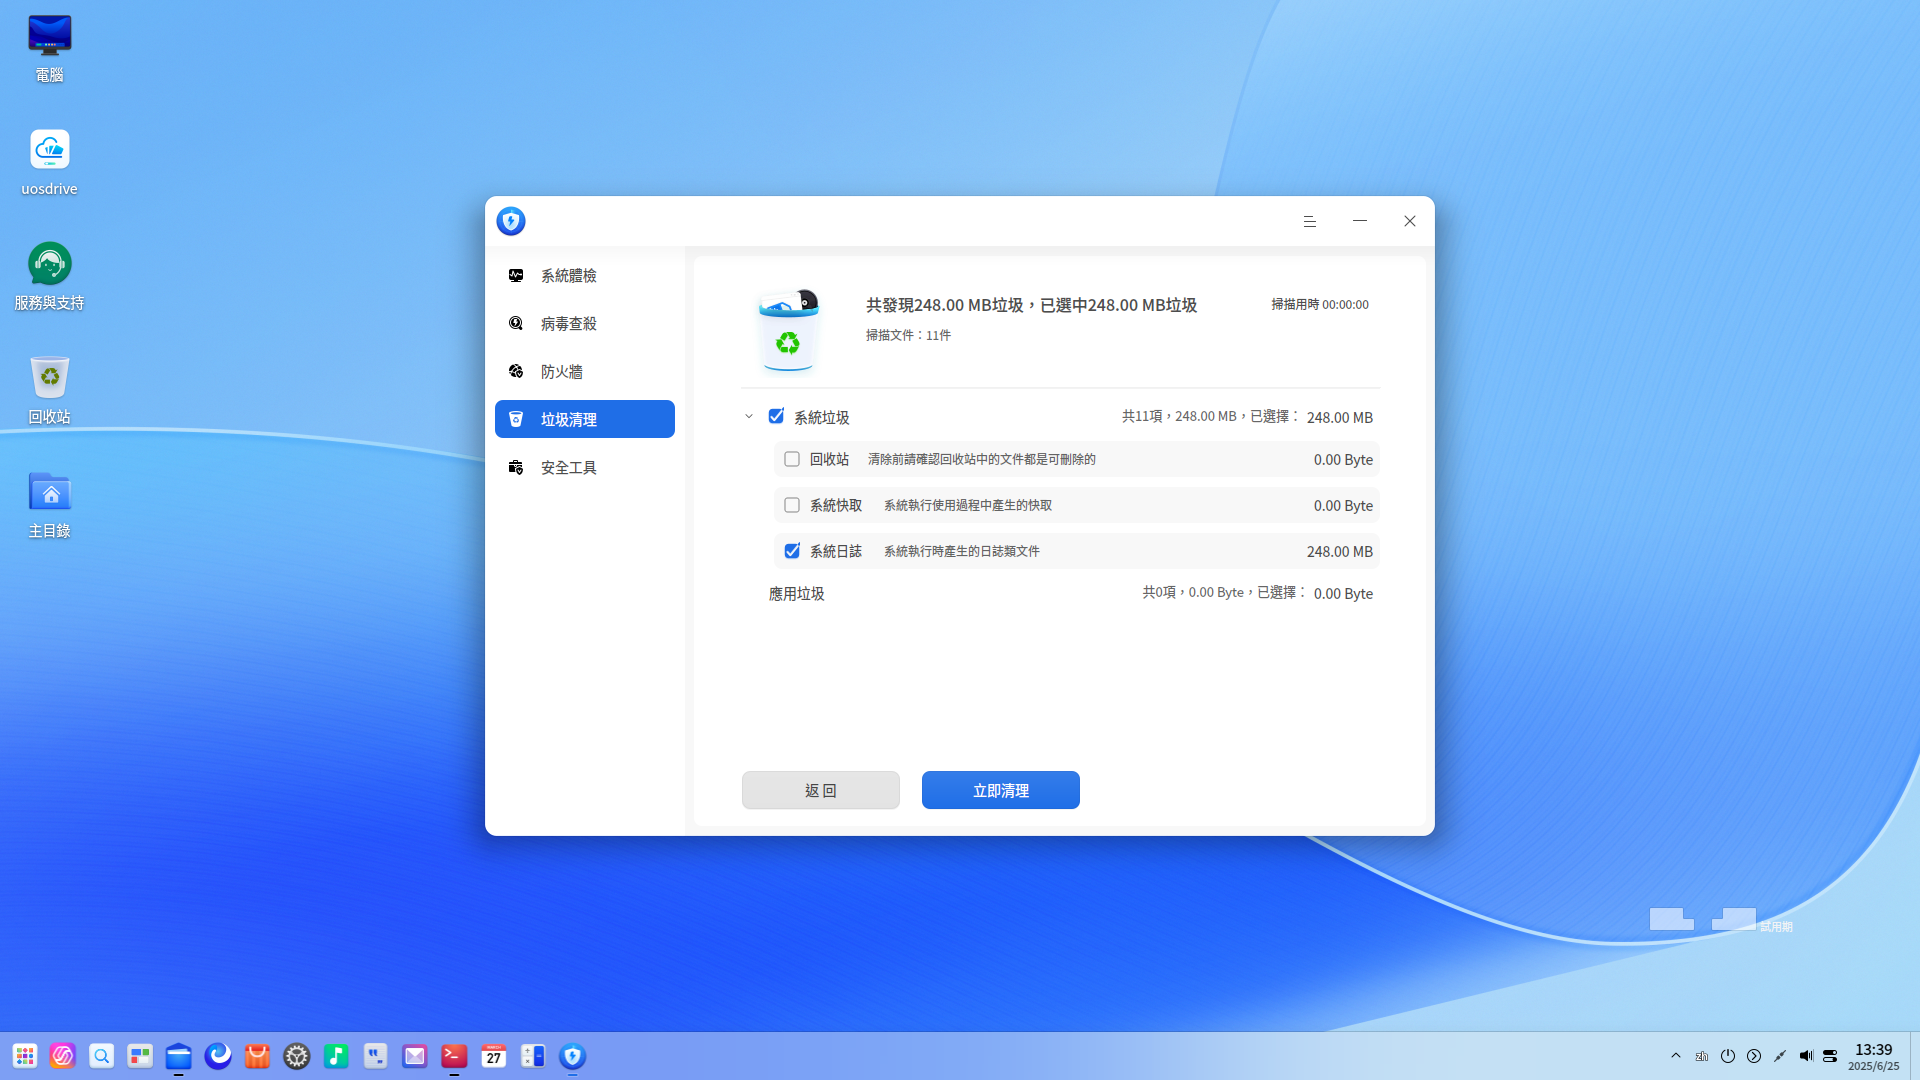 電腦
uosdrive
服務與支持
回收站
主目錄
系統體檢
病毒查殺
防火牆
垃圾清理
安全工具
共發現248.00 MB垃圾，已選中248.00 MB垃圾
掃描用時 00:00:00
掃描文件：11件
系統垃圾
共11項，248.00 MB，已選擇： 248.00 MB
回收站 清除前請確認回收站中的文件都是可刪除的 0.00 Byte
系統快取 系統執行使用過程中產生的快取 0.00 Byte
系統日誌 系統執行時產生的日誌類文件 248.00 MB
應用垃圾 共0項，0.00 Byte，已選擇： 0.00 Byte
返 回
立即清理
試用期
27
zh
13:39
2025/6/25